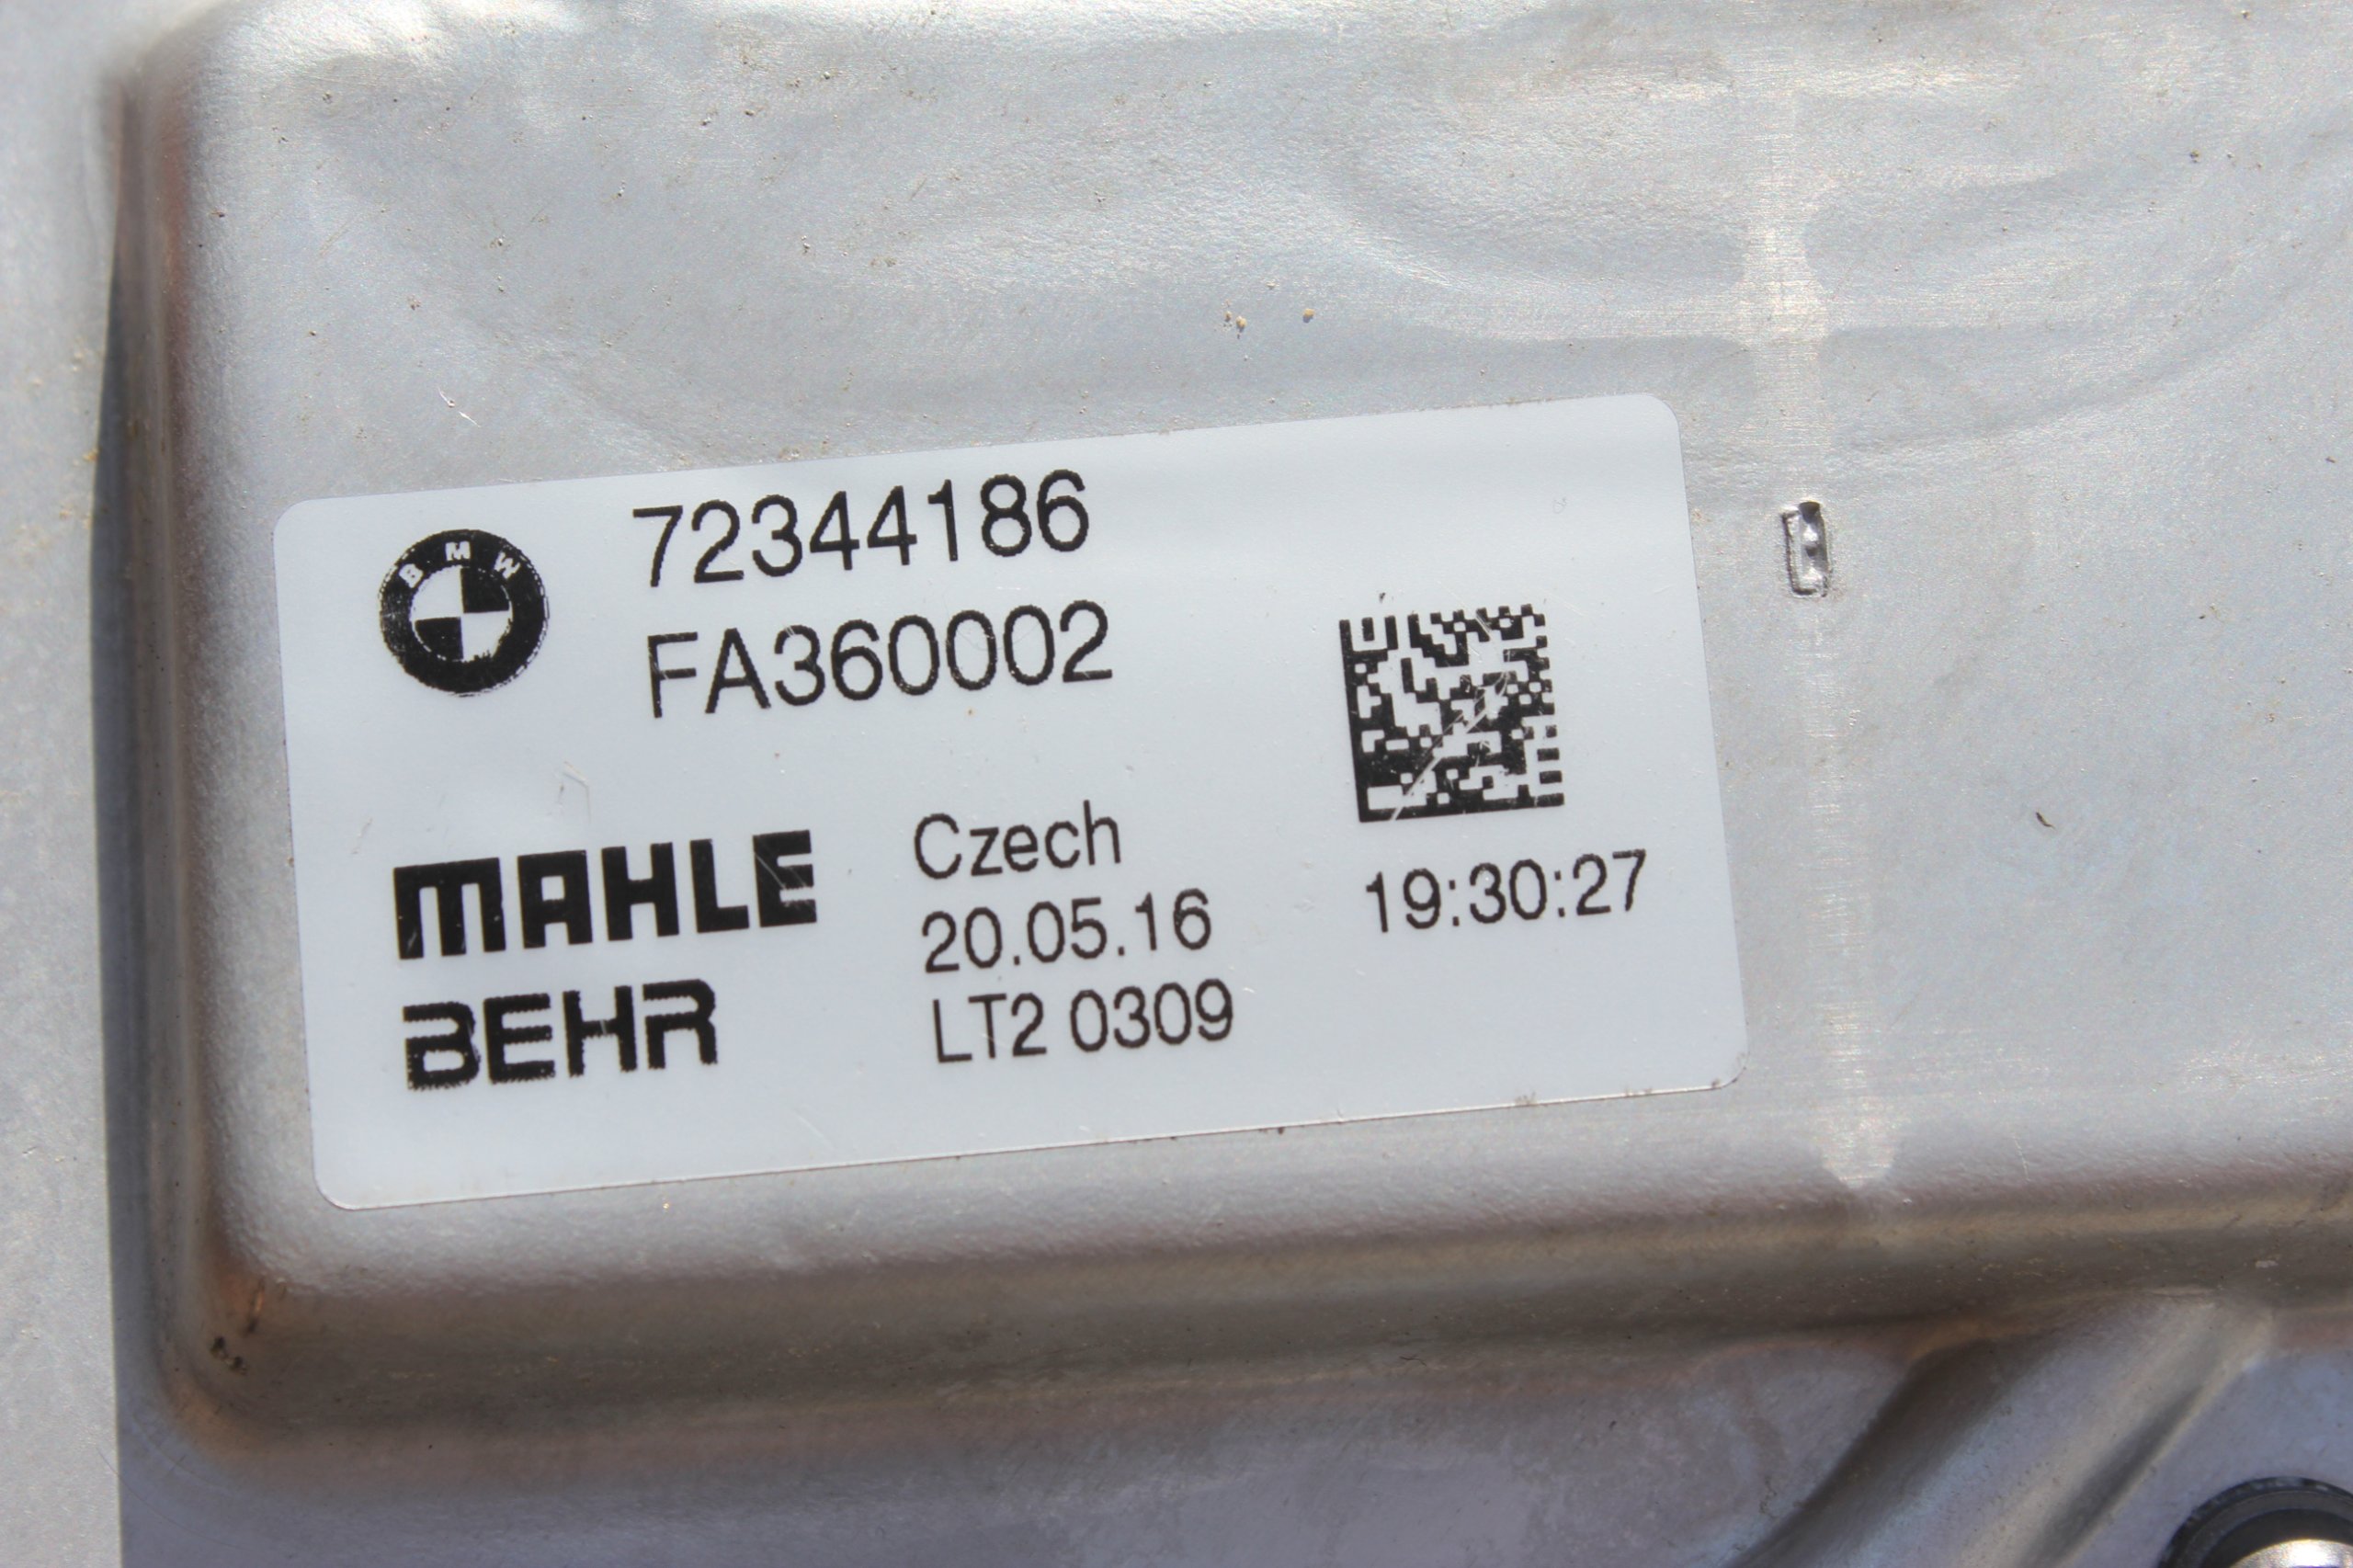 BMW
72344186
FA360002
MAHLE
BEHR
Czech
20.05.16
LT2 0309
19:30:27